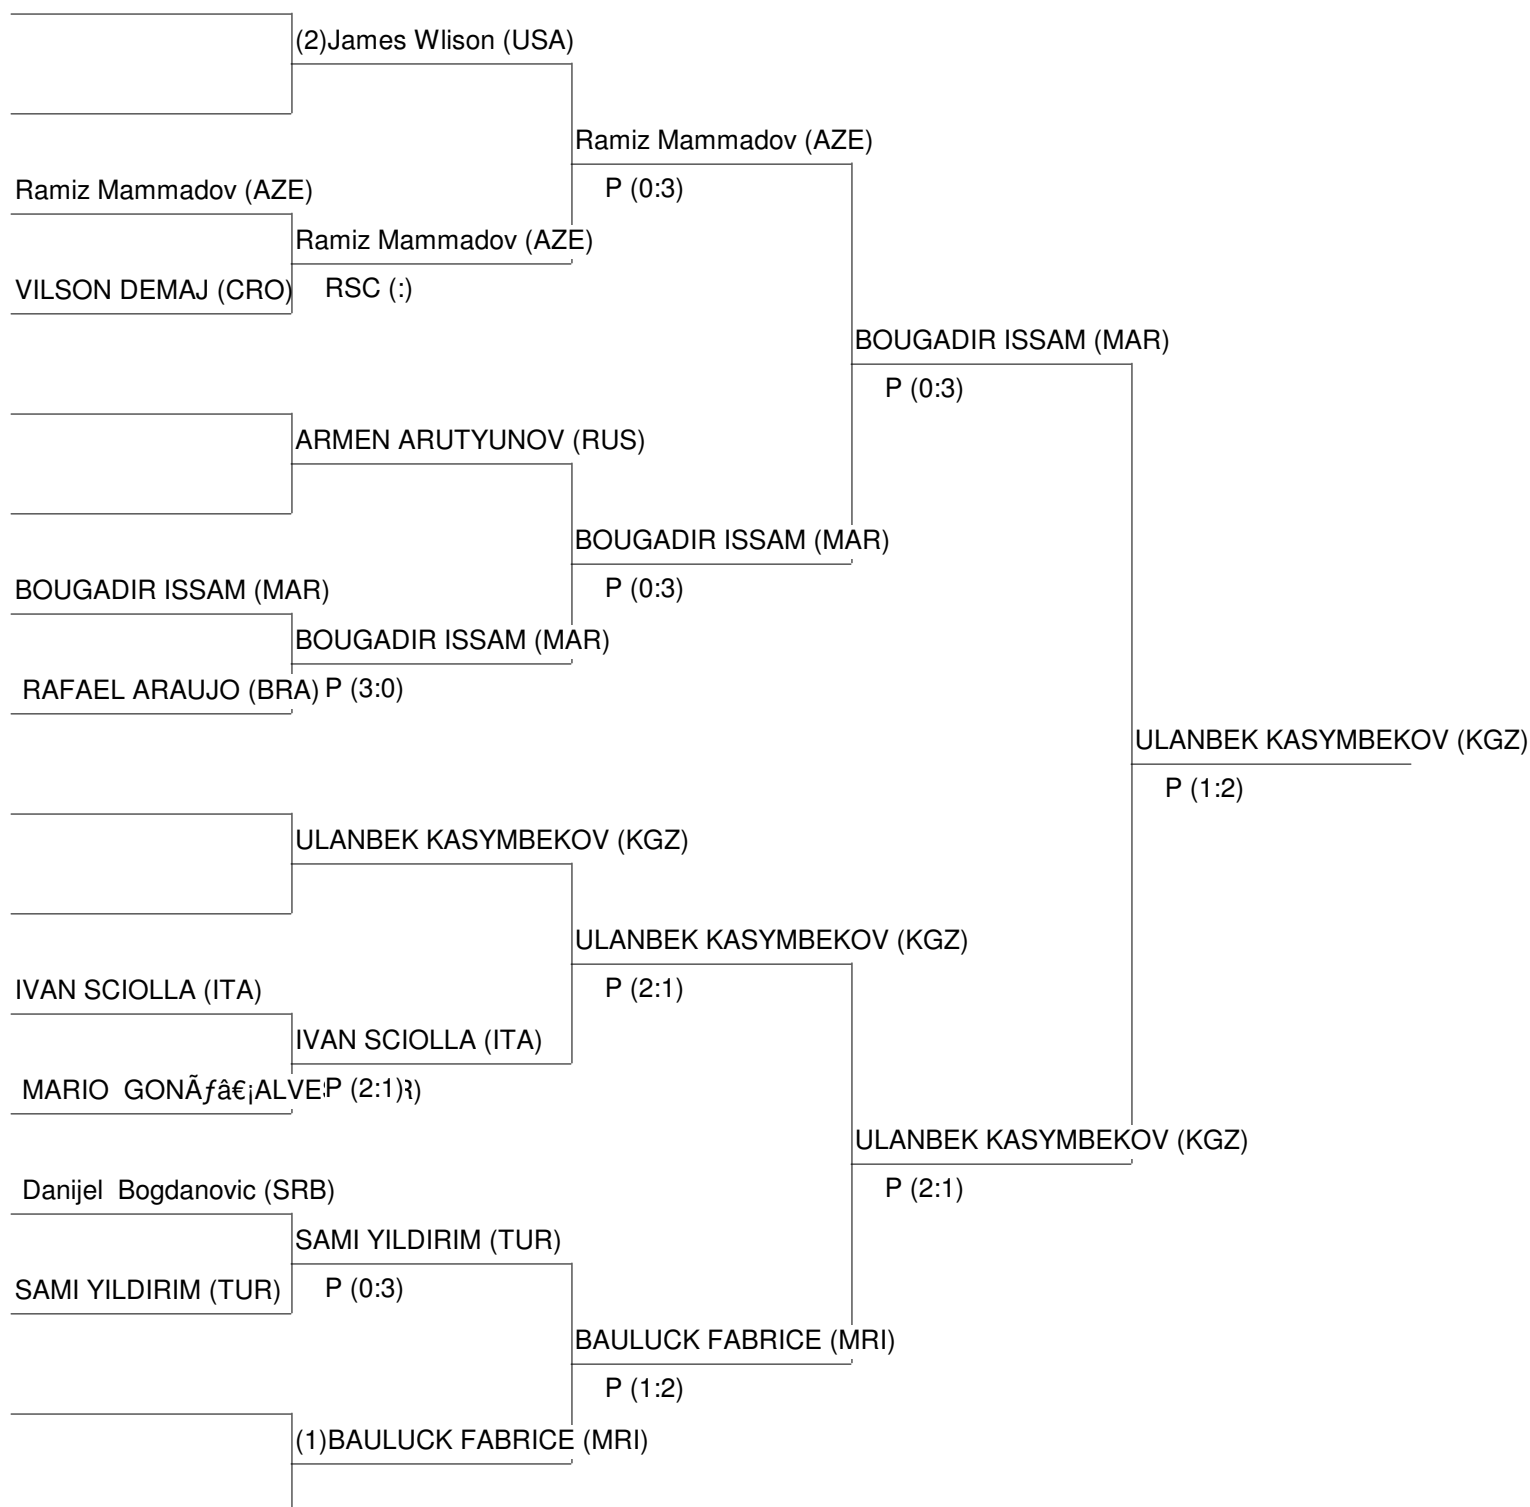 (2)James Wlison (USA)
Ramiz Mammadov (AZE)
P (0:3)
Ramiz Mammadov (AZE)
Ramiz Mammadov (AZE)
VILSON DEMAJ (CRO)
RSC (:)
BOUGADIR ISSAM (MAR)
P (0:3)
ARMEN ARUTYUNOV (RUS)
BOUGADIR ISSAM (MAR)
P (0:3)
BOUGADIR ISSAM (MAR)
BOUGADIR ISSAM (MAR)
RAFAEL ARAUJO (BRA)
P (3:0)
ULANBEK KASYMBEKOV (KGZ)
P (1:2)
ULANBEK KASYMBEKOV (KGZ)
ULANBEK KASYMBEKOV (KGZ)
P (2:1)
IVAN SCIOLLA (ITA)
IVAN SCIOLLA (ITA)
MARIO GONÃƒâ€¡ALVE
P (2:1)
ULANBEK KASYMBEKOV (KGZ)
P (2:1)
Danijel Bogdanovic (SRB)
SAMI YILDIRIM (TUR)
SAMI YILDIRIM (TUR)
P (0:3)
BAULUCK FABRICE (MRI)
P (1:2)
(1)BAULUCK FABRICE (MRI)